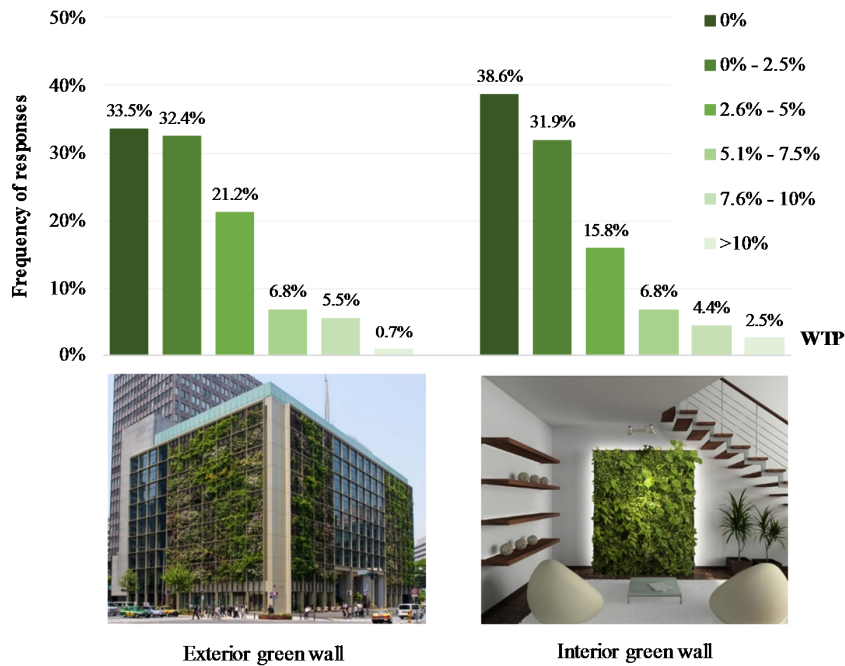 50%
40%
30%
20%
10%
0%
Frequency of responses
33.5%
32.4%
21.2%
6.8%
5.5%
0.7%
38.6%
31.9%
15.8%
6.8%
4.4%
2.5%
0%
0% - 2.5%
2.6% - 5%
5.1% - 7.5%
7.6% - 10%
>10%
WTP
Exterior green wall
Interior green wall